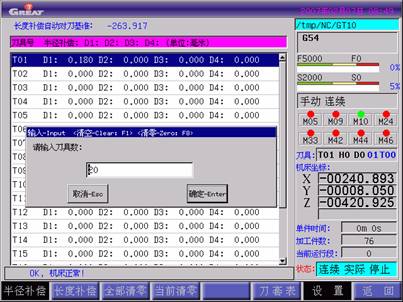 GREAT
2007年02月07日 08:49
长度补偿自动对刀基准: -263.917
/tmp/NC/GT10
G54
刀具号 半径补偿: D1: D2: D3: D4: (单位:毫米)
F5000 F0
0%
S2000 S0
5%
T01 D1: 0.180 D2: 0.000 D3: 0.000 D4: 0.000
T02 D1: 0.000 D2: 0.000 D3: 0.000 D4: 0.000
T03 D1: 0.000 D2: 0.000 D3: 0.000 D4: 0.000
T04 D1: 0.000 D2: 0.000 D3: 0.000 D4: 0.000
T05 D1: 0.000 D2: 0.000 D3: 0.000 D4: 0.000
手动 连续
M05 M09 M10 M24
M33 M42 M44 M46
输入-Input <清空-Clear: F1> <清零-Zero: F8>
请输入刀具数:
20
取消-Esc 确定-Enter
刀具: T01 H0 D0 01T00
机床坐标:
X -00240.893
Y -00008.050
Z -00420.925
T12 D1: 0.000 D2: 0.000 D3: 0.000 D4: 0.000
T13 D1: 0.000 D2: 0.000 D3: 0.000 D4: 0.000
T14 D1: 0.000 D2: 0.000 D3: 0.000 D4: 0.000
T15 D1: 0.000 D2: 0.000 D3: 0.000 D4: 0.000
单件时间: 0m 0s
加工件数: 76
当前运行段: 0
OK, 机床正常!
状态: 连续 实际 停止
半径补偿 长度补偿 全部清零 当前清零 刀套表 设置 返回